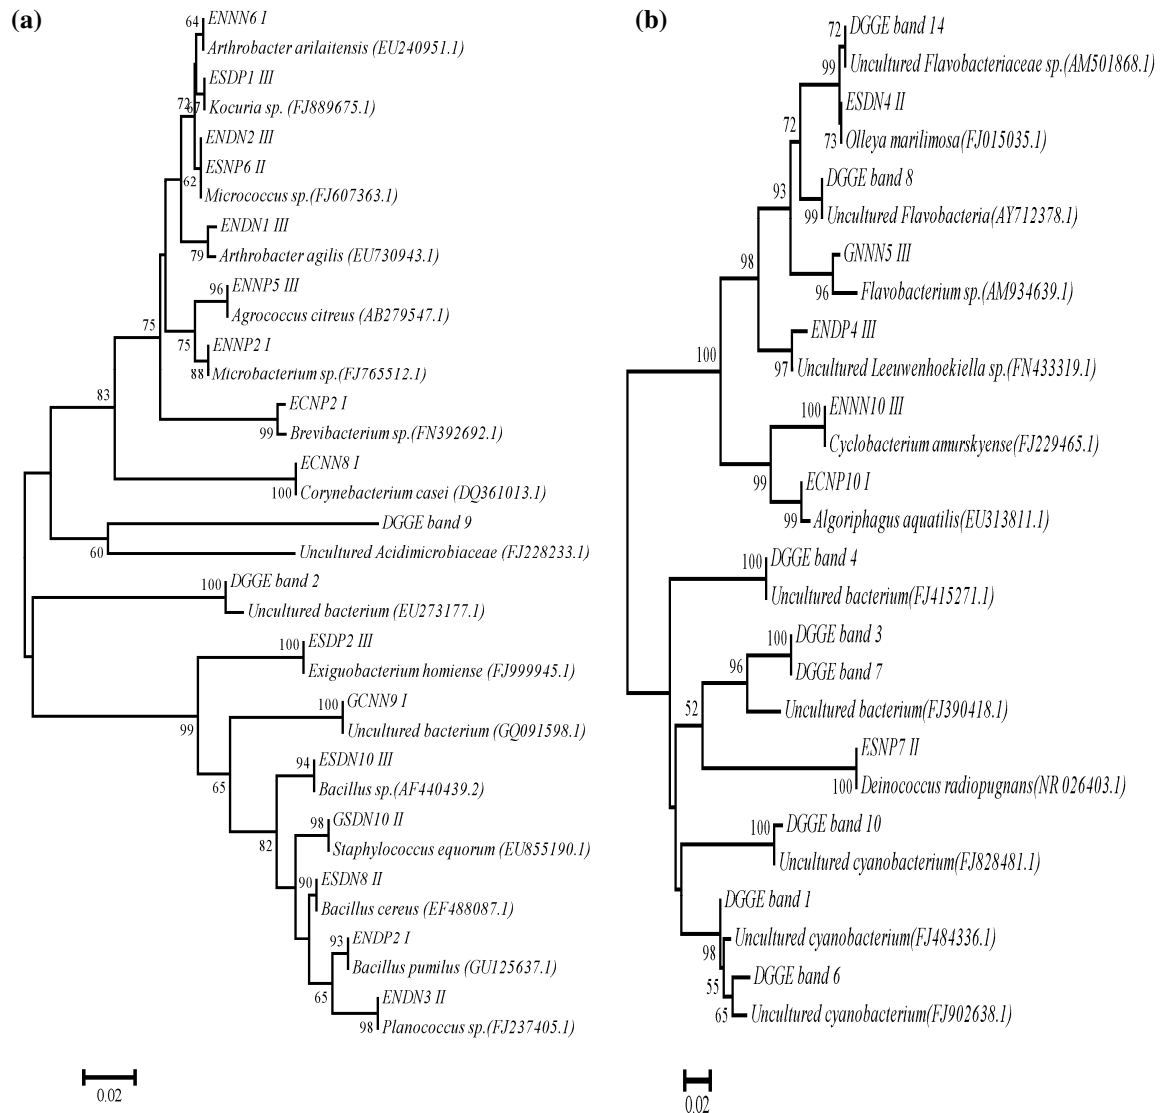 (a)
64
ENNN6 I
Arthrobacter arilaitensis (EU240951.1)
ESDP1 III
72
67
Kocuria sp. (FJ889675.1)
ENDN2 III
ESNP6 II
62
Micrococcus sp.(FJ607363.1)
ENDN1 III
79
Arthrobacter agilis (EU730943.1)
ENNP5 III
96
Agrococcus citreus (AB279547.1)
75
ENNP2 I
75
88
Microbacterium sp.(FJ765512.1)
83
ECNP2 I
99
Brevibacterium sp.(FN392692.1)
ECNN8 I
100
Corynebacterium casei (DQ361013.1)
DGGE band 9
60
Uncultured Acidimicrobiaceae (FJ228233.1)
100
DGGE band 2
Uncultured bacterium (EU273177.1)
100
ESDP2 III
Exiguobacterium homiense (FJ999945.1)
99
100
GCNN9 I
Uncultured bacterium (GQ091598.1)
65
94
ESDN10 III
Bacillus sp.(AF440439.2)
98
GSDN10 II
82
Staphylococcus equorum (EU855190.1)
90
ESDN8 II
Bacillus cereus (EF488087.1)
93
ENDP2 I
Bacillus pumilus (GU125637.1)
65
ENDN3 II
98
Planococcus sp.(FJ237405.1)
0.02
(b)
72
DGGE band 14
99
Uncultured Flavobacteriaceae sp.(AM501868.1)
ESDN4 II
72
73
Olleya marilimosa(FJ015035.1)
DGGE band 8
93
99
Uncultured Flavobacteria(AY712378.1)
GNNN5 III
98
96
Flavobacterium sp.(AM934639.1)
ENDP4 III
100
97
Uncultured Leeuwenhoekiella sp.(FN433319.1)
100
ENNN10 III
Cyclobacterium amurskyense(FJ229465.1)
99
ECNP10 I
99
Algoriphagus aquatilis(EU313811.1)
100
DGGE band 4
Uncultured bacterium(FJ415271.1)
100
DGGE band 3
96
DGGE band 7
52
Uncultured bacterium(FJ390418.1)
ESNP7 II
100
Deinococcus radiopugnans(NR 026403.1)
100
DGGE band 10
Uncultured cyanobacterium(FJ828481.1)
DGGE band 1
98
Uncultured cyanobacterium(FJ484336.1)
55
DGGE band 6
65
Uncultured cyanobacterium(FJ902638.1)
0.02